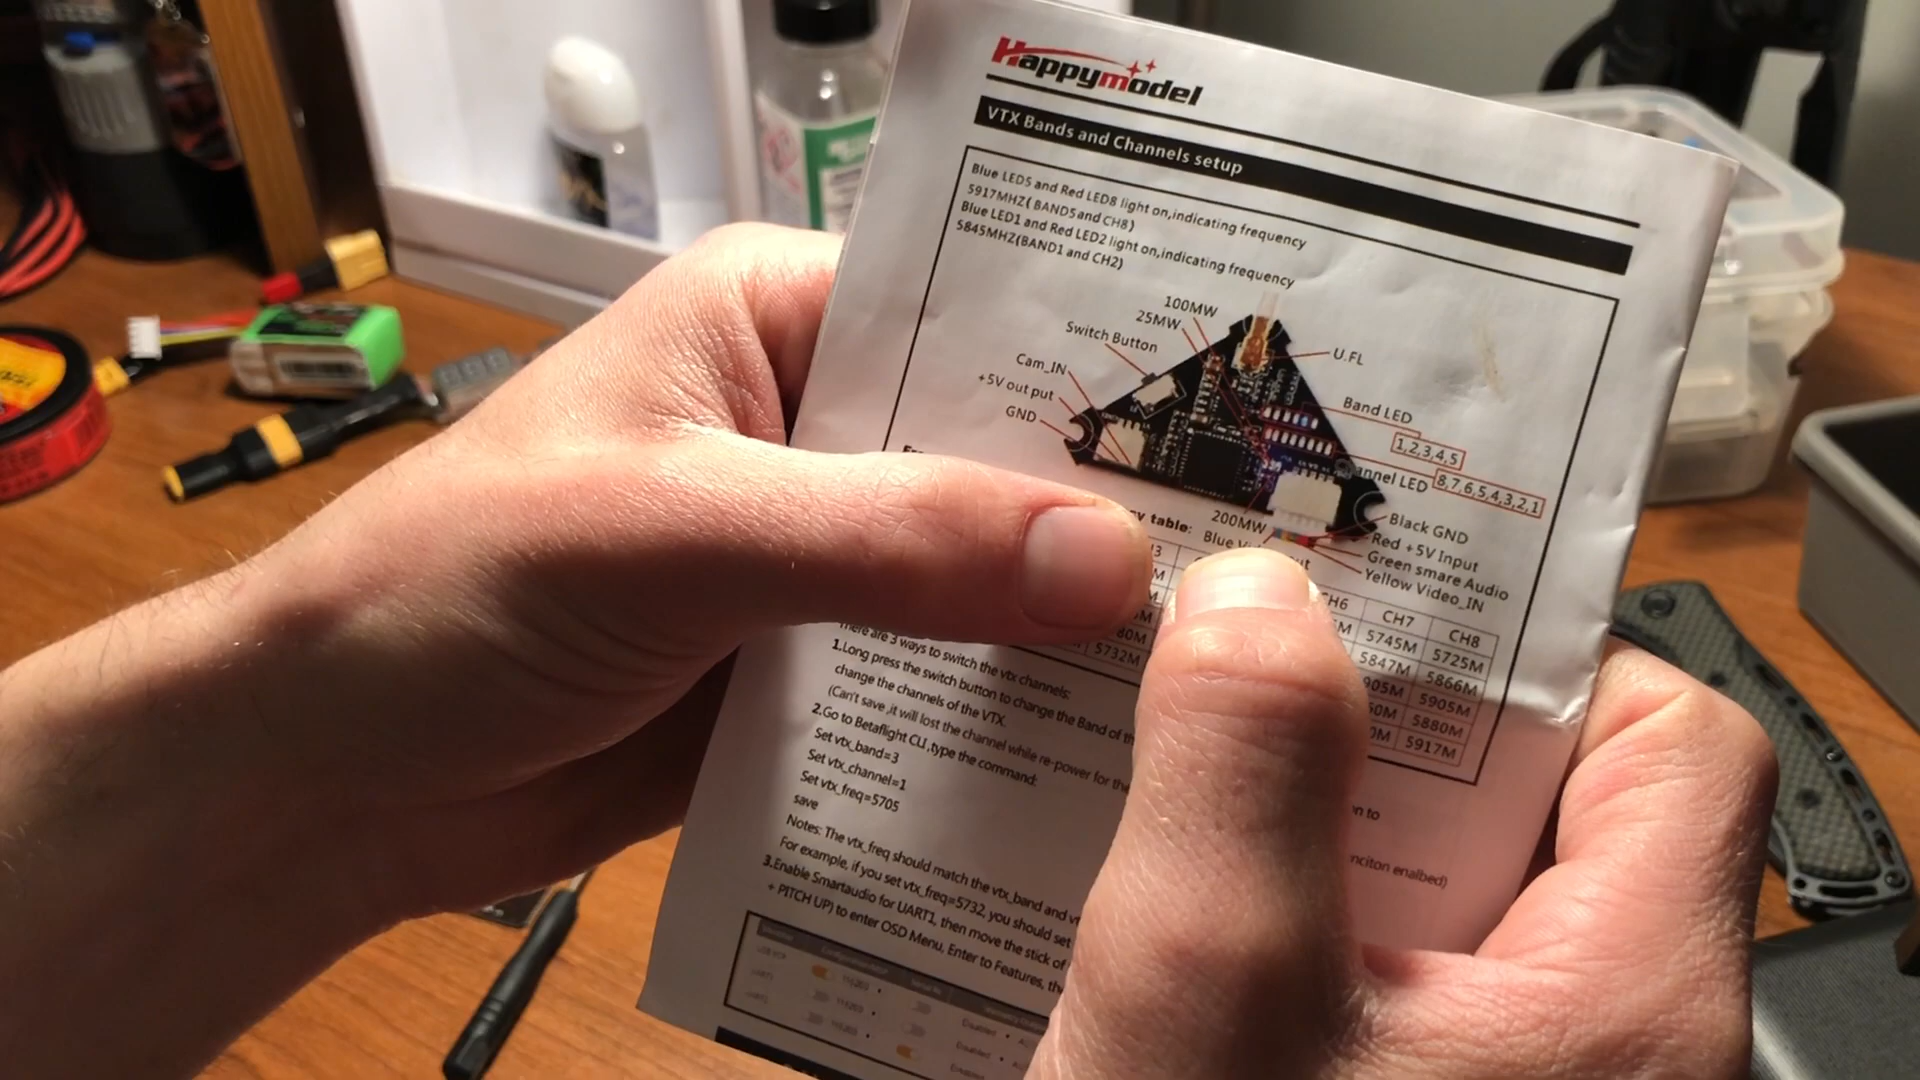 Happymodel
VTX Bands and Channels setup
Blue LED5 and Red LED8 light on,indicating frequency
5917MHZ( BAND5and CH8)
Blue LED1 and Red LED2 light on,indicating frequency
5845MHZ(BAND1 and CH2)
100MW
25MW
Switch Button
U.FL
Cam_IN
+5V out put
GND
Band LED
1,2,3,4,5
annel LED
8,7,6,5,4,3,2,1
200MW
Black GND
Red +5V Input
Green smare Audio
Yellow Video_IN
table:
Blue
CH7 CH8
5745M 5725M
5847M 5866M
5905M
5880M
5732M 5917M
There are 3 ways to switch the vtx channels:
1.Long press the switch button to change the Band of th
change the channels of the VTX.
(Can't save ,it will lost the channel while re-power for the
2.Go to Betaflight CLI ,type the command:
Set vtx_band=3
Set vtx_channel=1
Set vtx_freq=5705
save
Notes: The vtx_freq should match the vtx_band and
For example, if you set vtx_freq=5732, you should set
3.Enable Smartaudio for UART1, then move the stick of
+ PITCH UP) to enter OSD Menu, Enter to Features, the
n to
nciton enalbed)